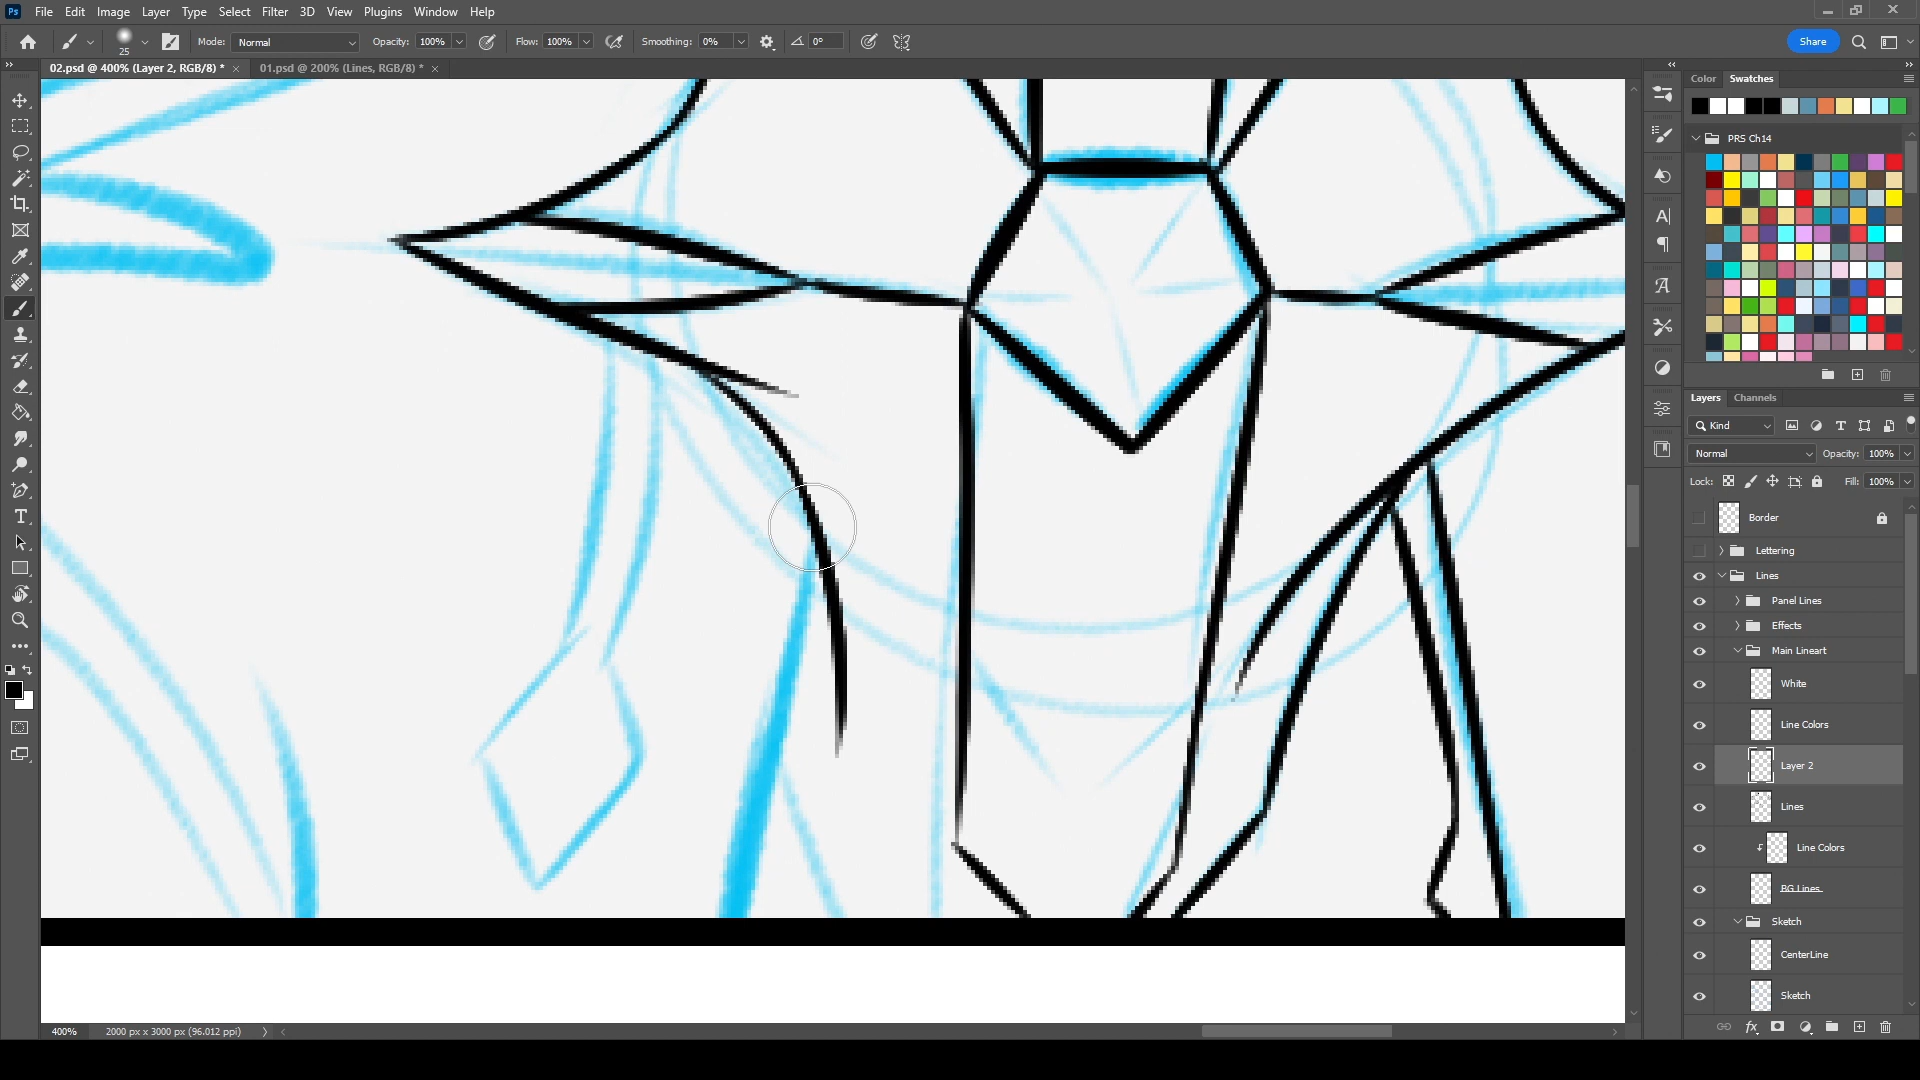 Ps File Edit Image Layer Type Select Filter 3D View Plugins Window Help
25 Mode: Normal Opacity: 100% Flow: 100% Smoothing: 0% 0° Share
02.psd @ 400% (Layer 2, RGB/8) * × 01.psd @ 200% (Lines, RGB/8) * ×
Color Swatches
PRS Ch14
Layers Channels
Kind
Normal Opacity: 100%
Lock: Fill: 100%
Border
Lettering
Lines
Panel Lines
Effects
Main Lineart
White
Line Colors
Layer 2
Lines
Line Colors
BG Lines
Sketch
CenterLine
Sketch
fx
400% 2000 px x 3000 px (96.012 ppi)